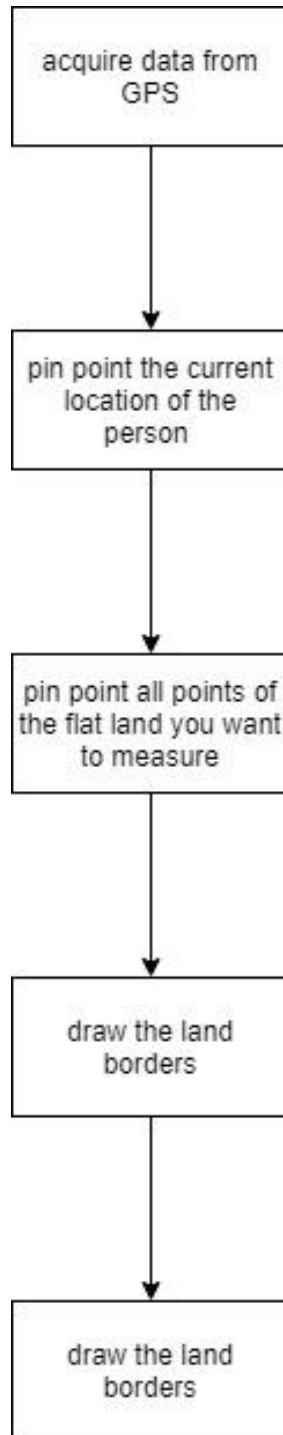 acquire data from
GPS
pin point the current
location of the
person
pin point all points of
the flat land you want
to measure
draw the land
borders
draw the land
borders